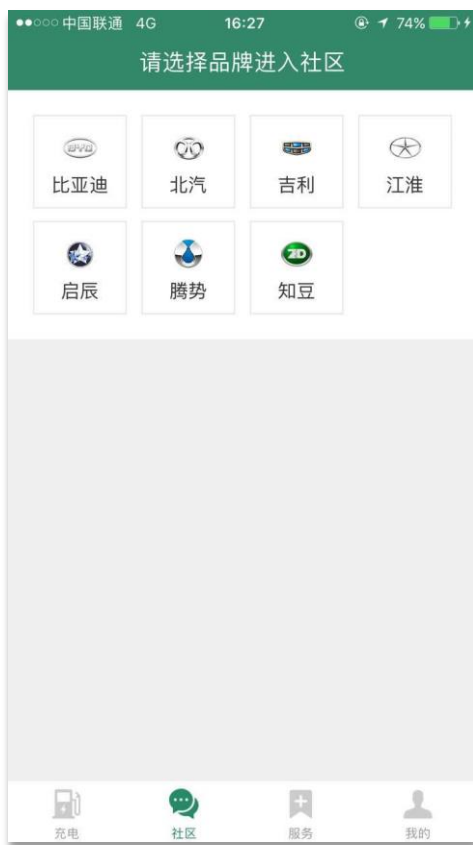 中国联通 4G 16:27 74%
请选择品牌进入社区
BYD
比亚迪 北汽 吉利 江淮
ZD
启辰 腾势 知豆
充电 社区 服务 我的